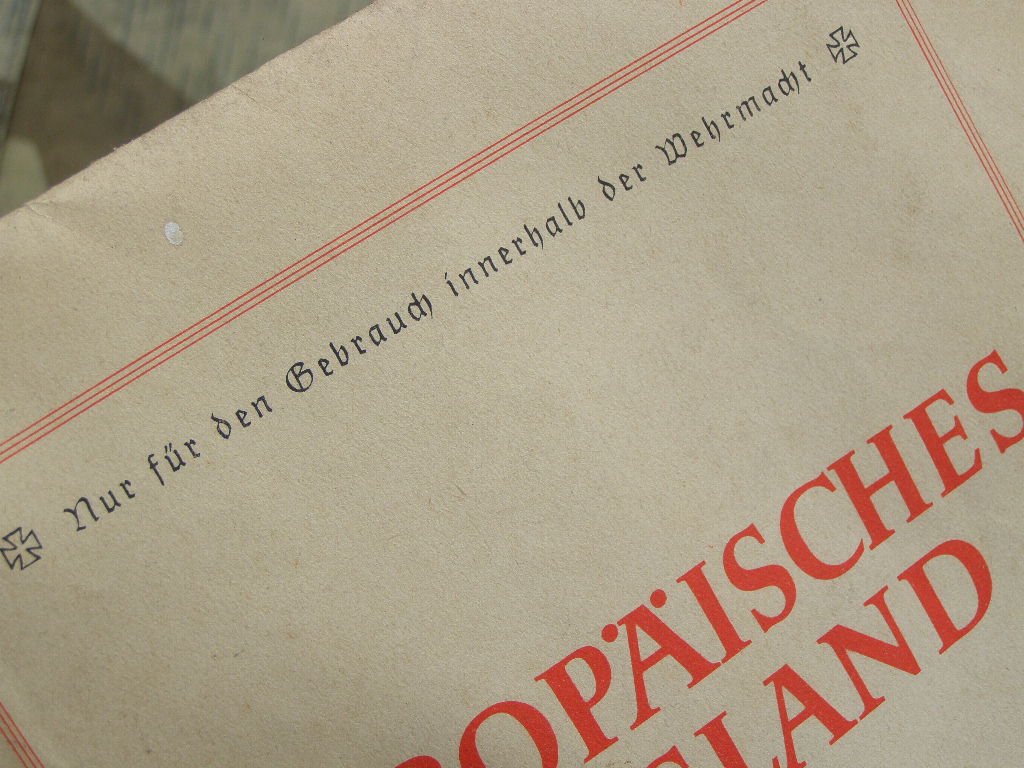 Nur für den Gebrauch innerhalb der Wehrmacht
OPÄISCHES
LAND